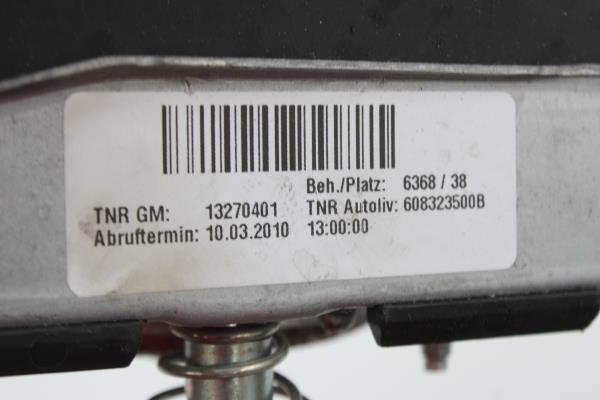 Beh./Platz: 6368 / 38
TNR GM: 13270401 TNR Autoliv: 608323500B
Abruftermin: 10.03.2010 13:00:00